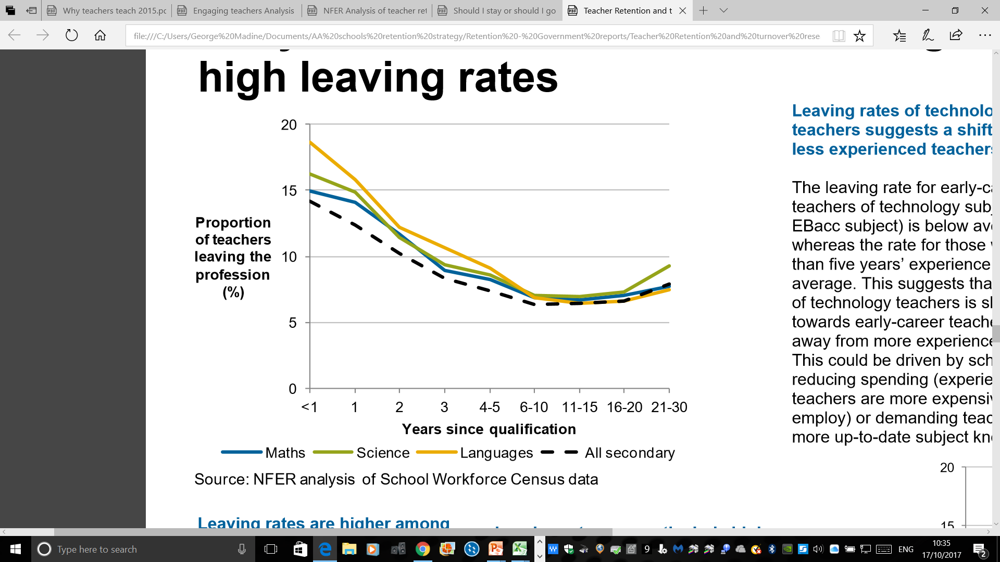 Why teachers teach 2015.pc
Engaging teachers Analysis
NFER Analysis of teacher ret
Should I stay or should I go
Teacher Retention and t
file:///C:/Users/George%20Madine/Documents/AA%20schools%20retention%20strategy/Retention%20-%20Government%20reports/Teacher%20Retention%20and%20turnover%20rese
high leaving rates
20
15
10
5
0
Proportion
of teachers
leaving the
profession
(%)
<1 1 2 3 4-5 6-10 11-15 16-20 21-30
Years since qualification
Maths Science Languages All secondary
Source: NFER analysis of School Workforce Census data
Leaving rates are higher among
Leaving rates of technolo
teachers suggests a shift
less experienced teachers
The leaving rate for early-ca
teachers of technology subj
EBacc subject) is below ave
whereas the rate for those w
than five years' experience
average. This suggests tha
of technology teachers is sh
towards early-career teache
away from more experience
This could be driven by sch
reducing spending (experie
teachers are more expensiv
employ) or demanding teac
more up-to-date subject kno
20
15
Type here to search
9
ENG
10:35
17/10/2017
2